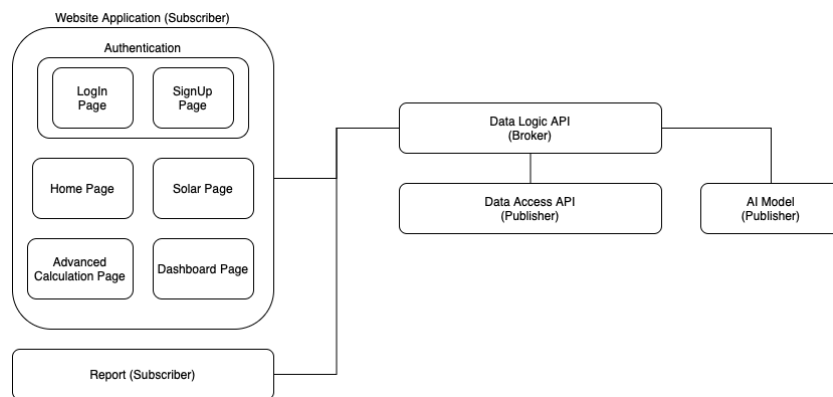 Website Application (Subscriber)
Authentication
LogIn
Page
SignUp
Page
Home Page
Solar Page
Advanced
Calculation Page
Dashboard Page
Report (Subscriber)
Data Logic API
(Broker)
Data Access API
(Publisher)
AI Model
(Publisher)